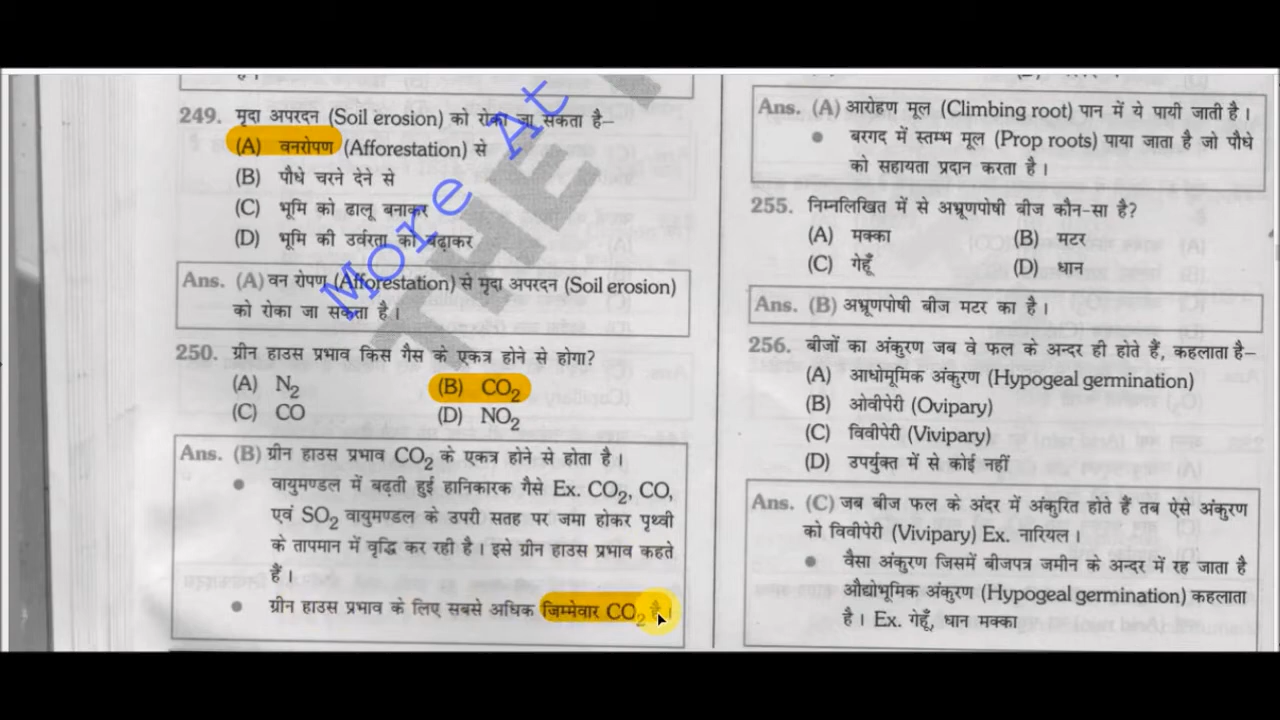 है।
249. मृदा अपरदन (Soil erosion) को रोका जा सकता है–
(A) वनरोपण (Afforestation) से
(B) पौधे चरने देने से
(C) भूमि को ढालू बनाकर
(D) भूमि की उर्वरता को बढ़ाकर
Ans. (A) वन रोपण (Afforestation) से मृदा अपरदन (Soil erosion)
को रोका जा सकता है।
250. ग्रीन हाउस प्रभाव किस गैस के एकत्र होने से होगा?
(A) N₂ (B) CO₂
(C) CO (D) NO₂
Ans. (B) ग्रीन हाउस प्रभाव CO₂ के एकत्र होने से होता है।
• वायुमण्डल में बढ़ती हुई हानिकारक गैसे Ex. CO₂, CO,
एवं SO₂ वायुमण्डल के उपरी सतह पर जमा होकर पृथ्वी
के तापमान में वृद्धि कर रही है। इसे ग्रीन हाउस प्रभाव कहते
हैं।
• ग्रीन हाउस प्रभाव के लिए सबसे अधिक जिम्मेवार CO₂ है।
Ans. (A) आरोहण मूल (Climbing root) पान में ये पायी जाती है।
• बरगद में स्तम्भ मूल (Prop roots) पाया जाता है जो पौधे
को सहायता प्रदान करता है।
255. निम्नलिखित में से अभ्रूणपोषी बीज कौन-सा है?
(A) मक्का (B) मटर
(C) गेहूँ (D) धान
Ans. (B) अभ्रूणपोषी बीज मटर का है।
256. बीजों का अंकुरण जब वे फल के अन्दर ही होते हैं, कहलाता है–
(A) आधोमूमिक अंकुरण (Hypogeal germination)
(B) ओवीपेरी (Ovipary)
(C) विवीपेरी (Vivipary)
(D) उपर्युक्त में से कोई नहीं
Ans. (C) जब बीज फल के अंदर में अंकुरित होते हैं तब ऐसे अंकुरण
को विवीपेरी (Vivipary) Ex. नारियल।
• वैसा अंकुरण जिसमें बीजपत्र जमीन के अन्दर में रह जाता है
औद्योभूमिक अंकुरण (Hypogeal germination) कहलाता
है। Ex. गेहूँ, धान मक्का
More At
THE